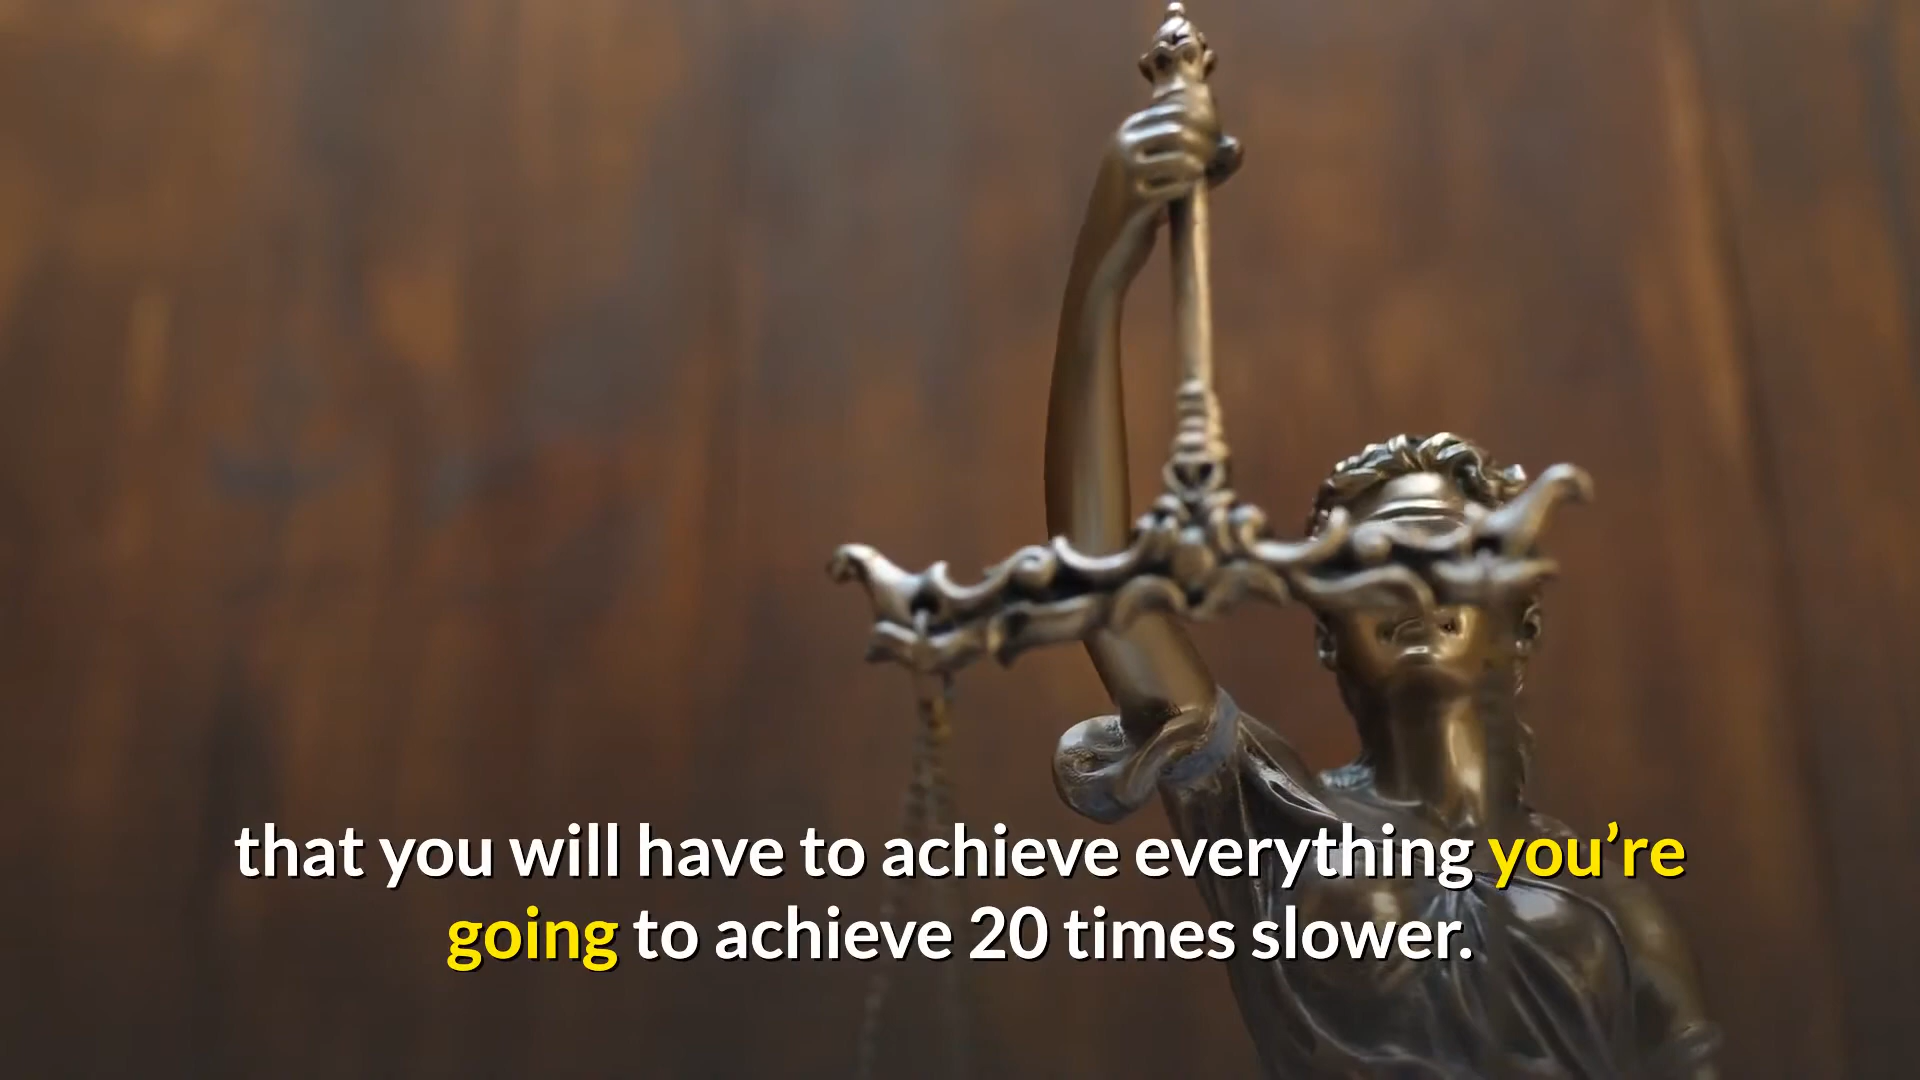 that you will have to achieve everything you’re
going to achieve 20 times slower.